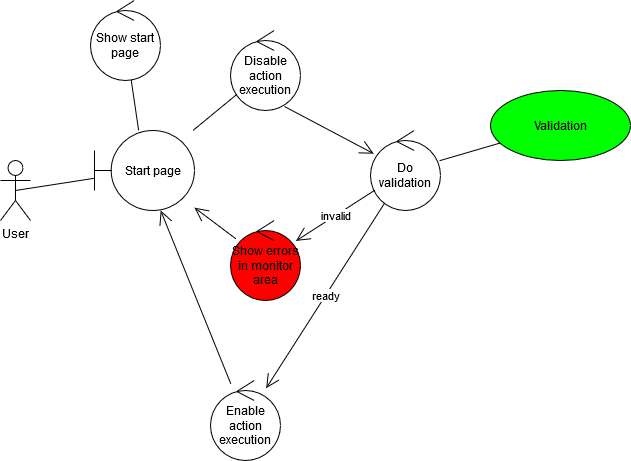 Show start
page
Disable
action
execution
Validation
Start page
Do
validation
User
invalid
Show errors
in monitor
area
ready
Enable
action
execution